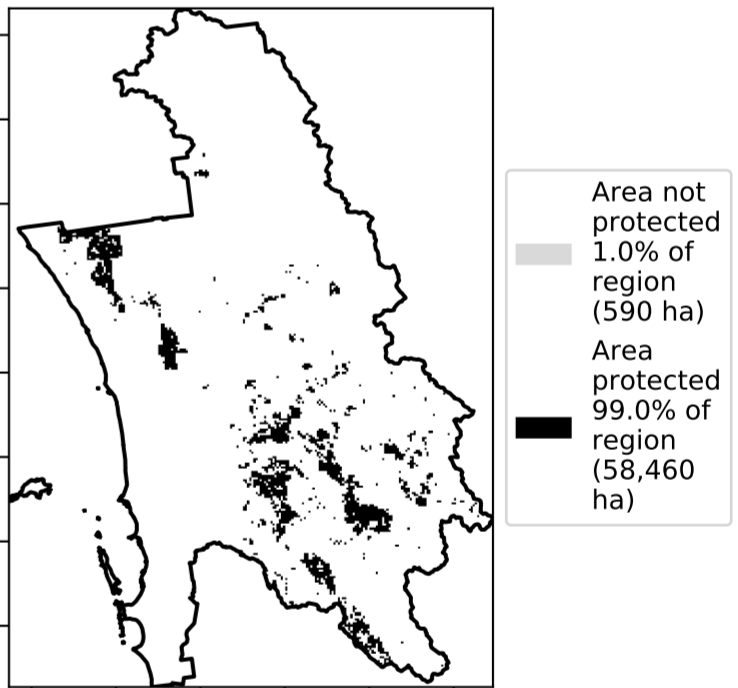 Area not
protected
1.0% of
region
(590 ha)
Area
protected
99.0% of
region
(58,460
ha)